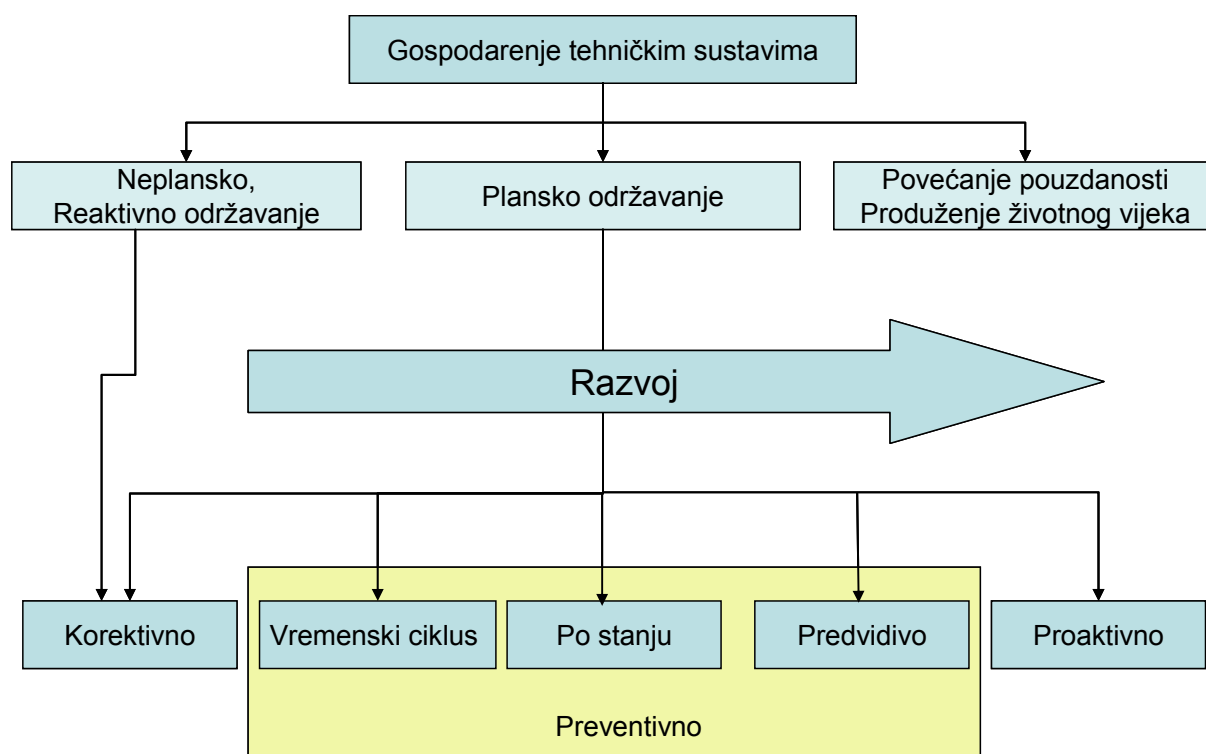 Gospodarenje tehničkim sustavima
Neplansko,
Reaktivno održavanje
Plansko održavanje
Povećanje pouzdanosti
Produženje životnog vijeka
Razvoj
Korektivno
Vremenski ciklus
Po stanju
Predvidivo
Proaktivno
Preventivno